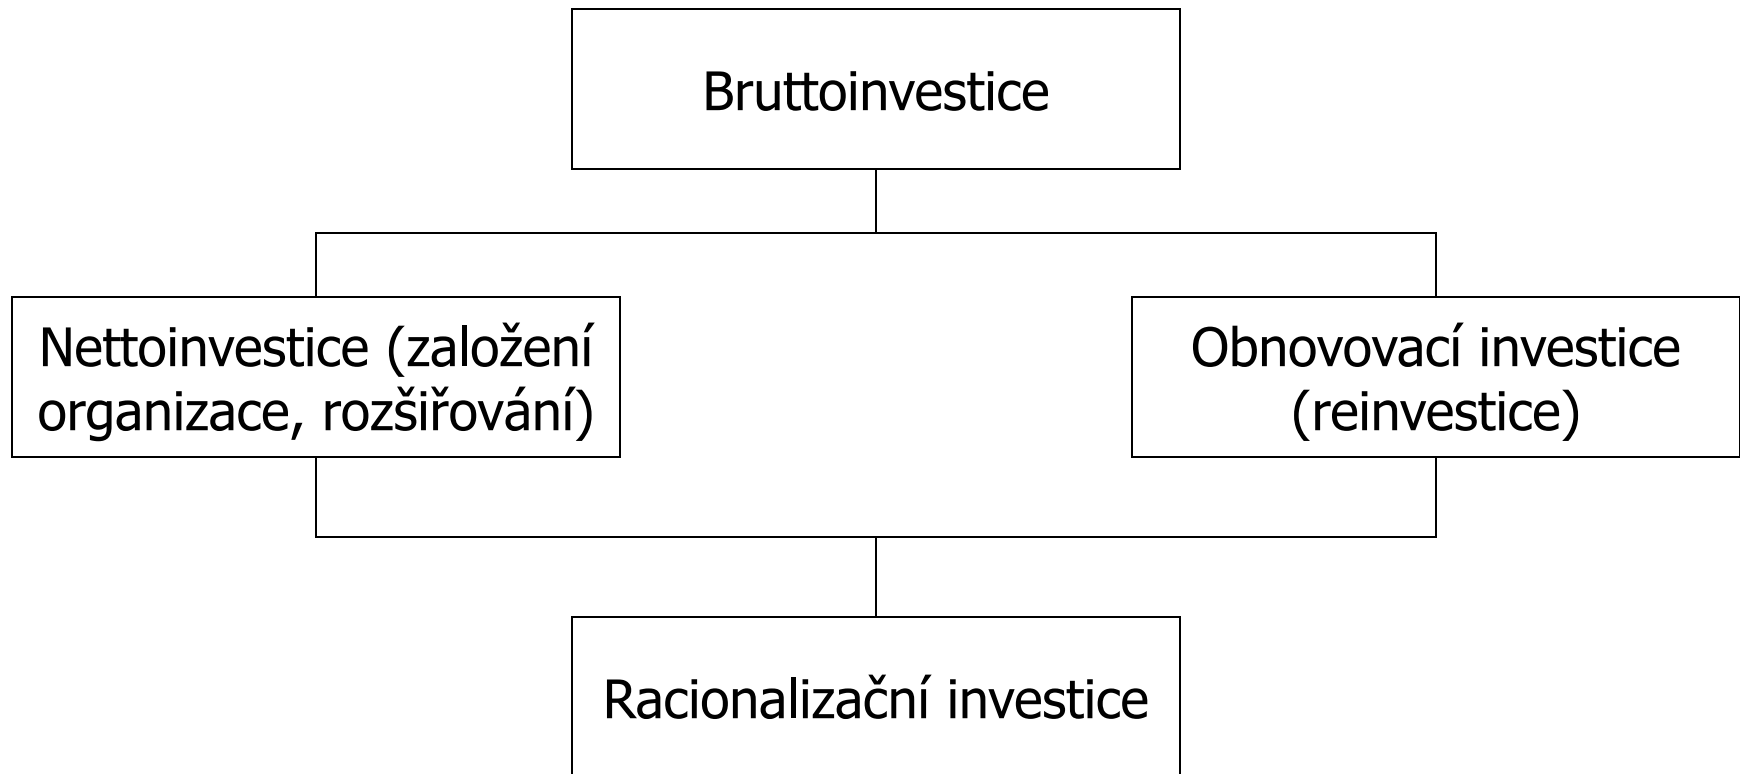 Bruttoinvestice
Nettoinvestice (založení
organizace, rozšiřování)
Obnovovací investice
(reinvestice)
Racionalizační investice